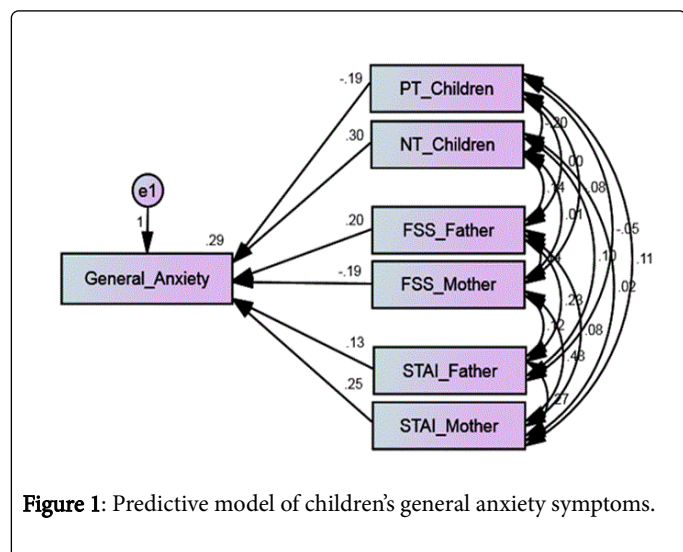 -.19
PT_Children
-.20
.30
NT_Children
.00
.08
.14
.01
e1
1
.29
.20
FSS_Father
-.05
.10
.11
General_Anxiety
-.19
FSS_Mother
.02
.23
.12
.08
.13
.48
STAI_Father
.25
.27
STAI_Mother
Figure 1: Predictive model of children’s general anxiety symptoms.